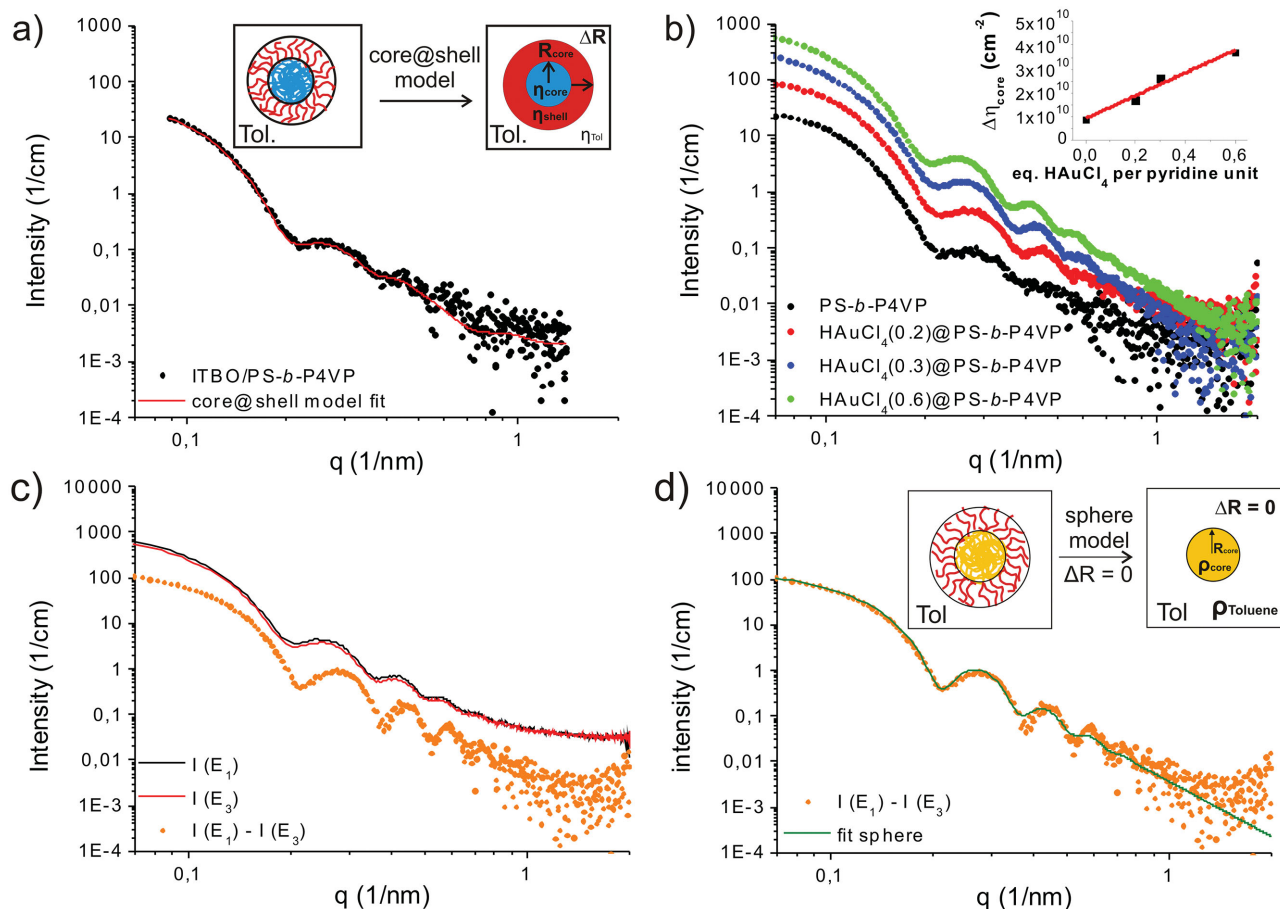 a)
10000
1000
100
10
1
0,1
0,01
1E-3
1E-4
Intensity (1/cm)
0,1
1
q (1/nm)
Tol.
core@shell
model
ΔR
R_core
η_core
η_shell
Tol.
η_Tol
ITBO/PS-b-P4VP
core@shell model fit
b)
1000
100
10
1
0,1
0,01
1E-3
1E-4
Intensity (1/cm)
0,1
1
q (1/nm)
5x10^10
4x10^10
3x10^10
2x10^10
1x10^10
0
Δη_core (cm^-2)
0,0
0,2
0,4
0,6
eq. HAuCl4 per pyridine unit
PS-b-P4VP
HAuCl4(0.2)@PS-b-P4VP
HAuCl4(0.3)@PS-b-P4VP
HAuCl4(0.6)@PS-b-P4VP
c)
10000
1000
100
10
1
0,1
0,01
1E-3
1E-4
Intensity (1/cm)
0,1
1
q (1/nm)
I (E1)
I (E3)
I (E1) - I (E3)
d)
10000
1000
100
10
1
0,1
0,01
1E-3
1E-4
intensity (1/cm)
0,1
1
q (1/nm)
Tol
sphere
model
ΔR = 0
ΔR = 0
R_core
ρ_core
Tol
ρ_Toluene
I (E1) - I (E3)
fit sphere